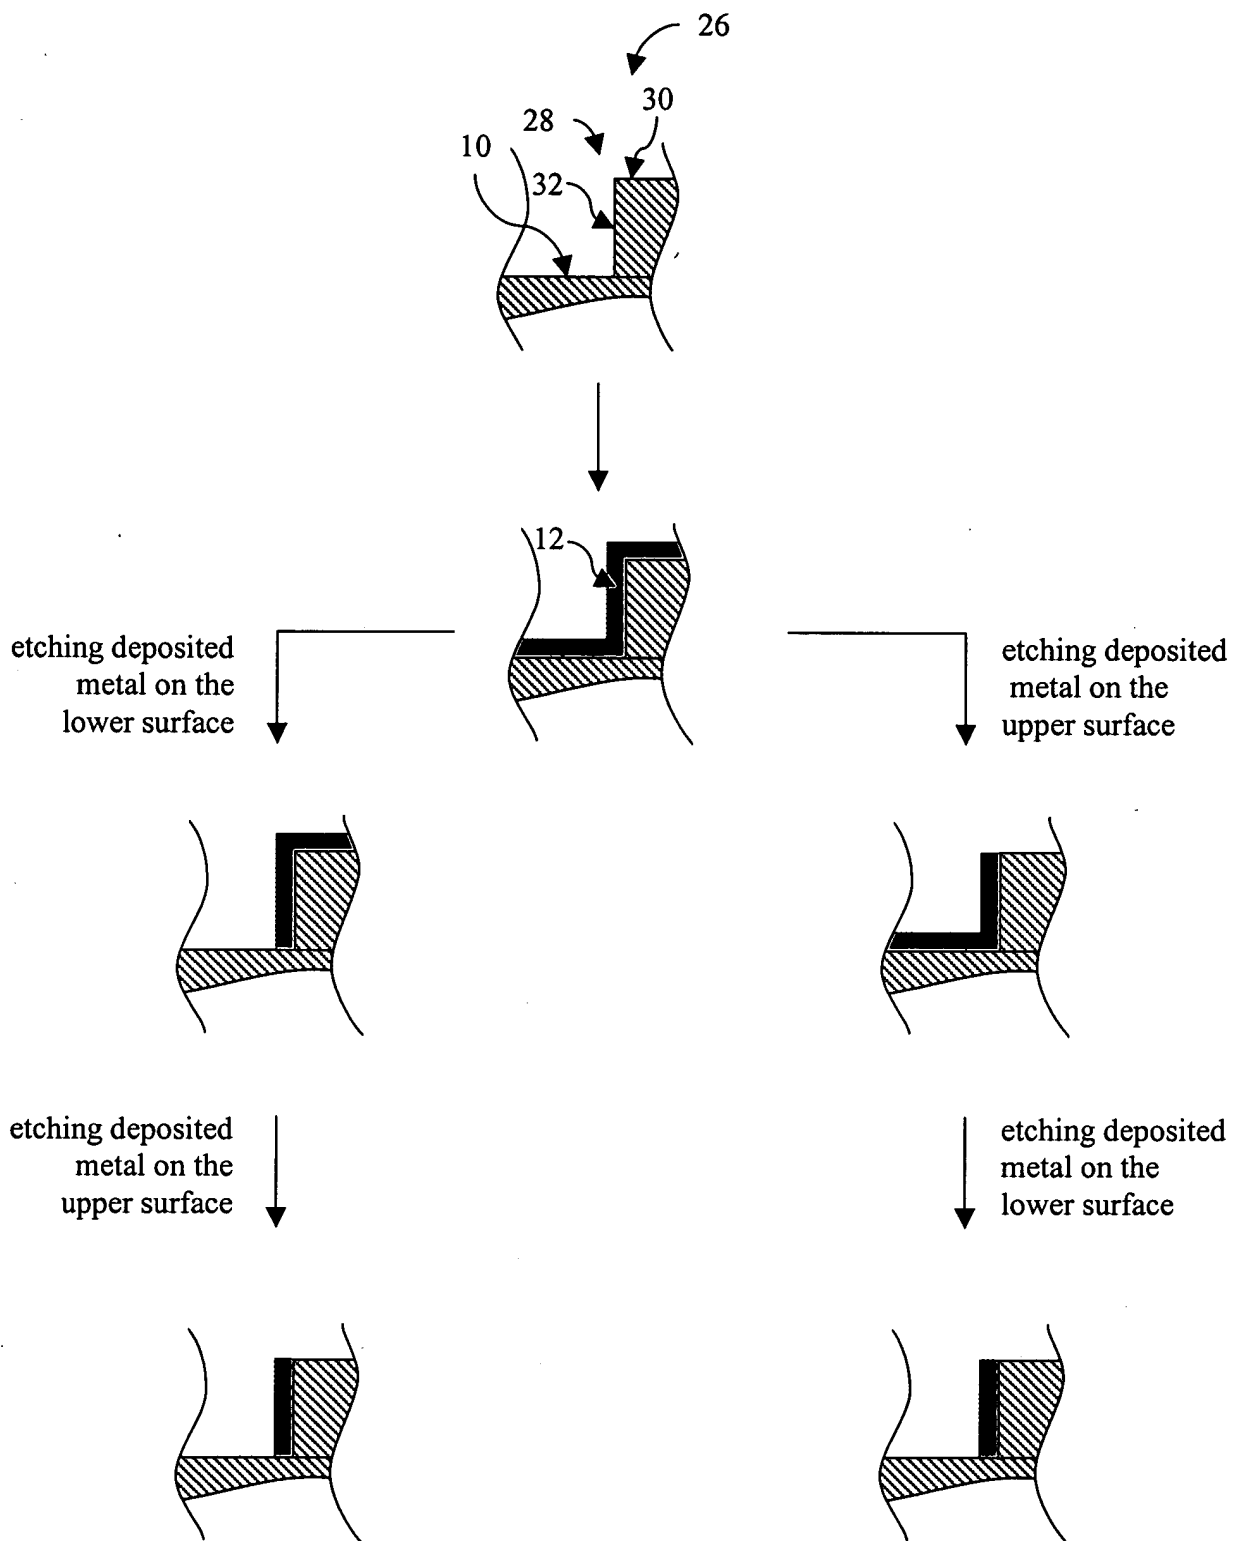 26
30
28
10
32
12
etching deposited
metal on the
lower surface
etching deposited
metal on the
upper surface
etching deposited
metal on the
upper surface
etching deposited
metal on the
lower surface